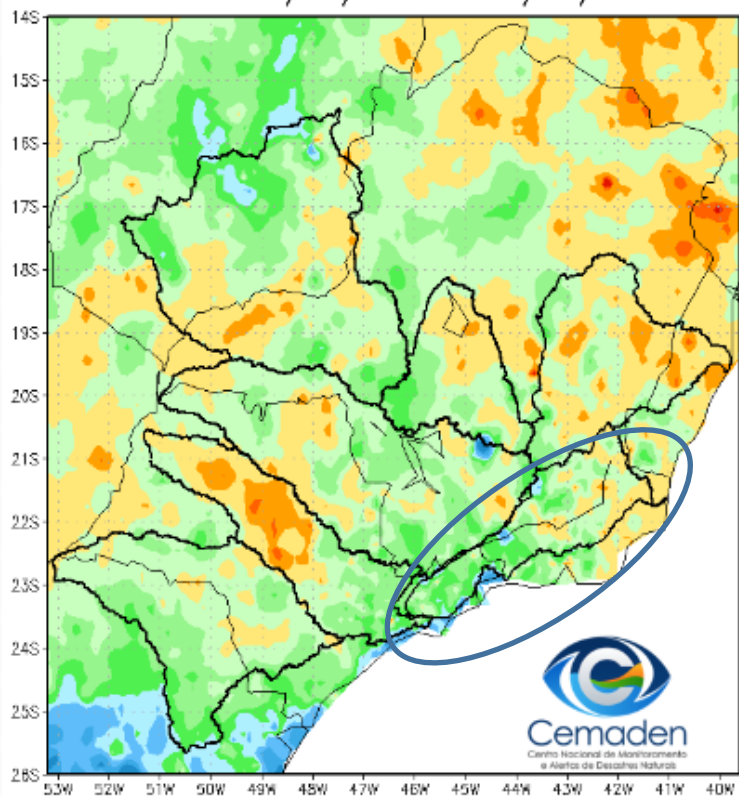 14S
15S
16S
17S
18S
19S
20S
21S
22S
23S
24S
25S
26S
53W 52W 51W 50W 49W 48W 47W 46W 45W 44W 43W 42W 41W 40W
Cemaden
Centro Nacional de Monitoramento
e Alertas de Desastres Naturais